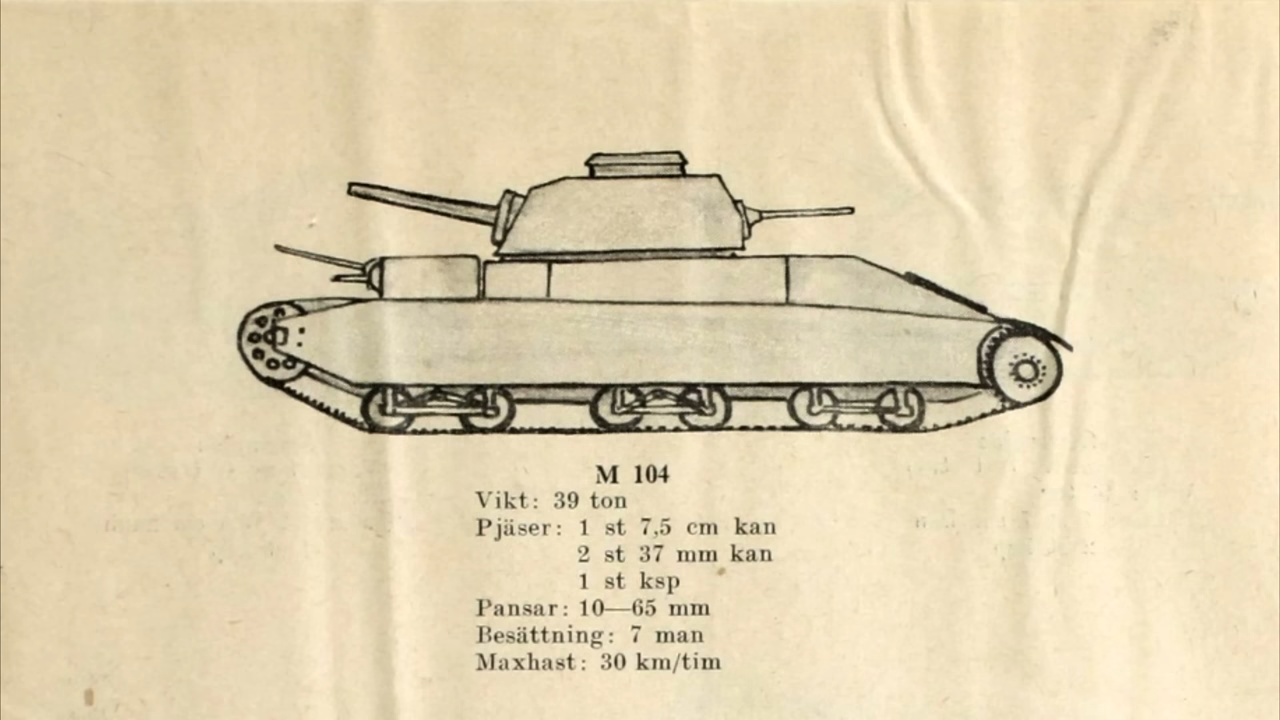 M 104
Vikt: 39 ton
Pjäser: 1 st 7,5 cm kan
2 st 37 mm kan
1 st ksp
Pansar: 10—65 mm
Besättning: 7 man
Maxhast: 30 km/tim